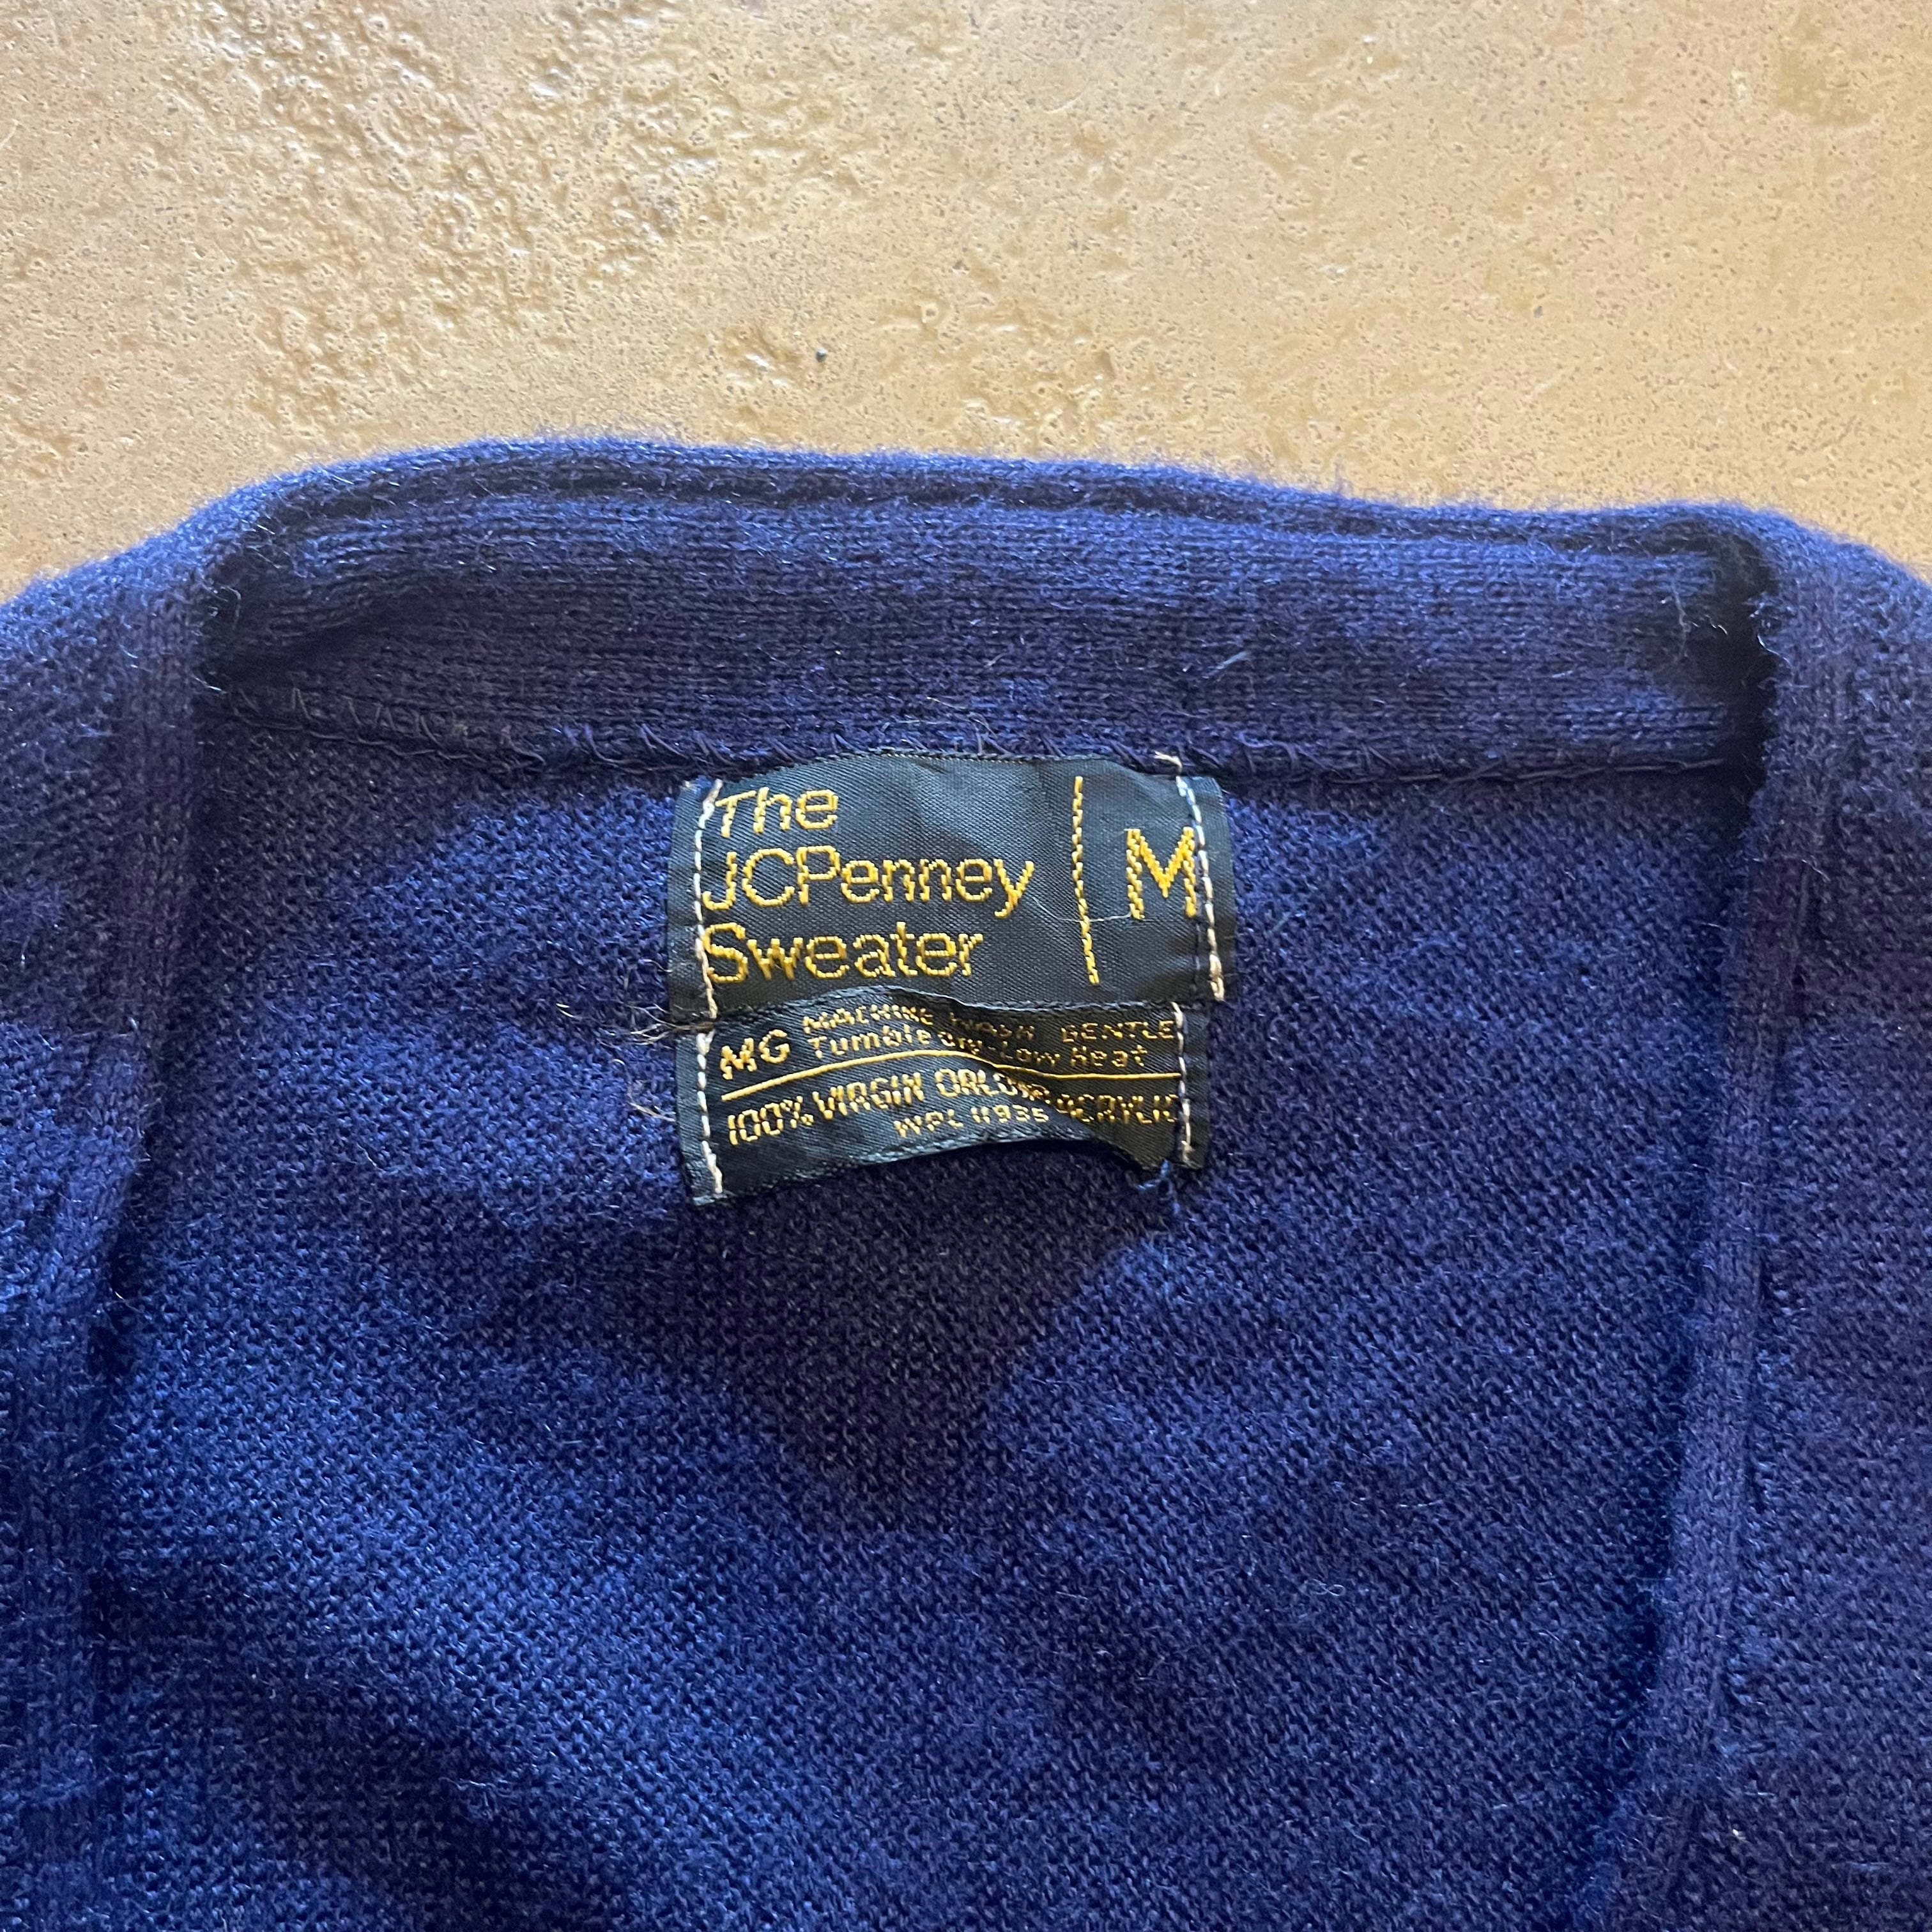 The
JCPenney
Sweater
M
MG MACHINE WASH GENTLE
Tumble dry Low Heat
100% VIRGIN ORLON® ACRYLIC
WPL 11935